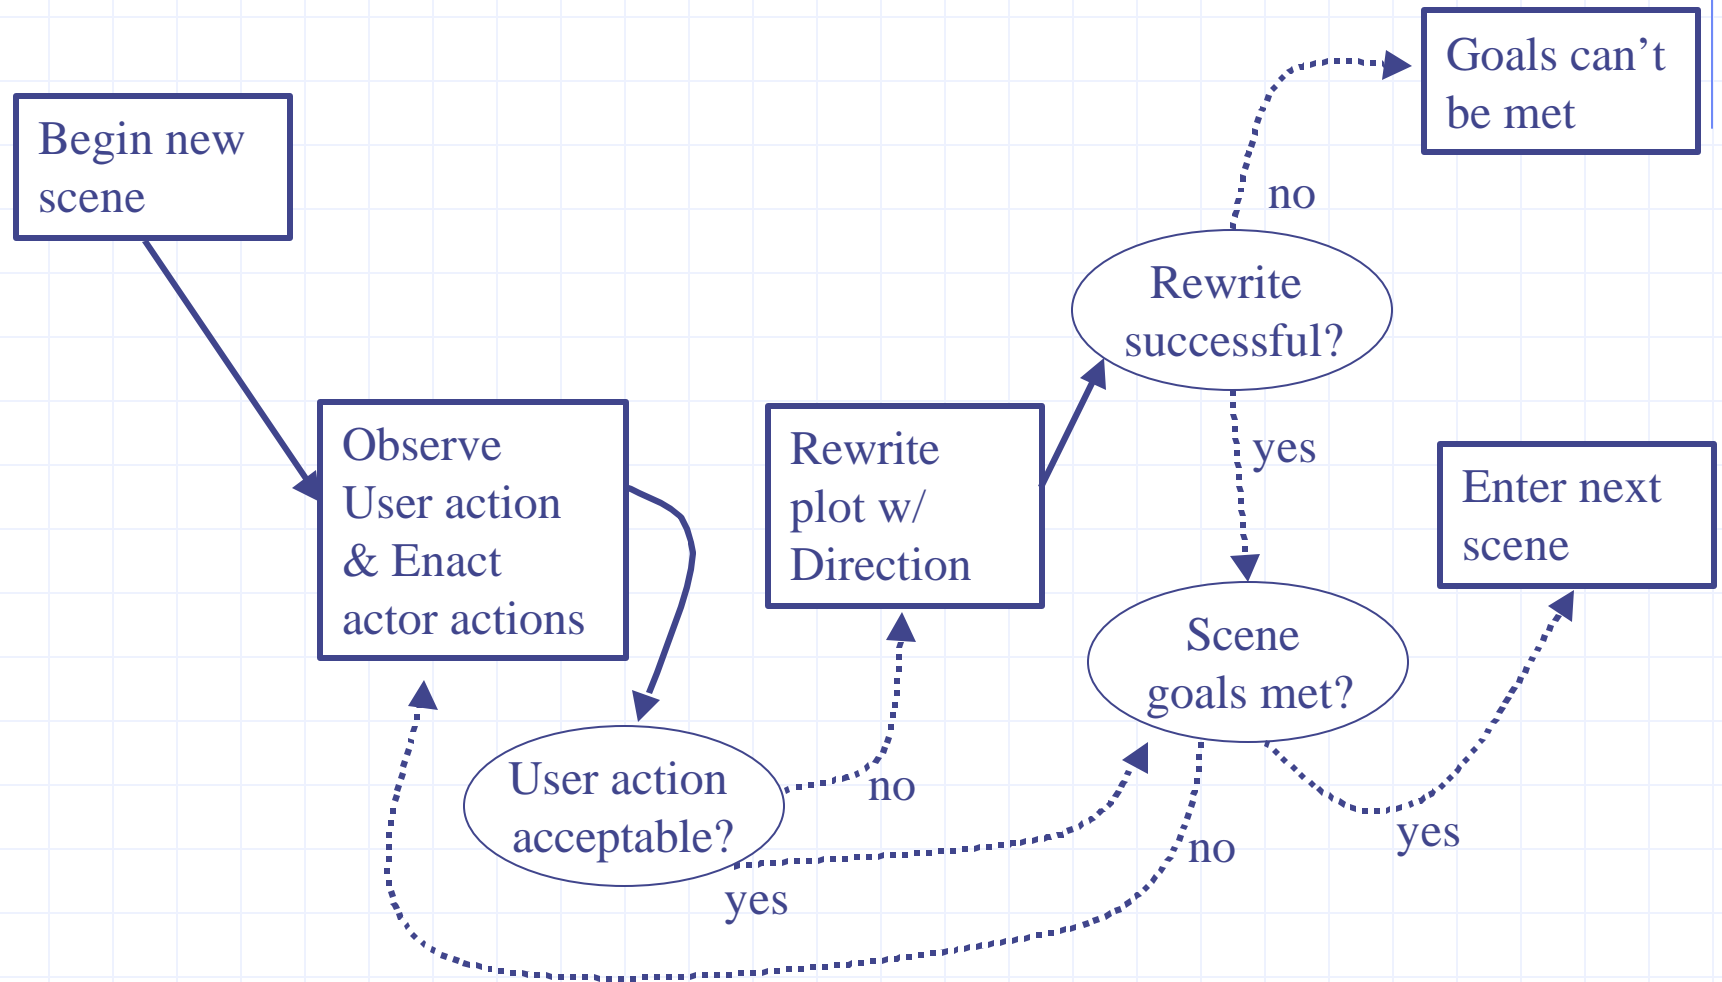 Begin new
scene
Observe
User action
& Enact
actor actions
User action
acceptable?
no
yes
Rewrite
plot w/
Direction
Rewrite
successful?
no
yes
Goals can’t
be met
Scene
goals met?
no
yes
Enter next
scene